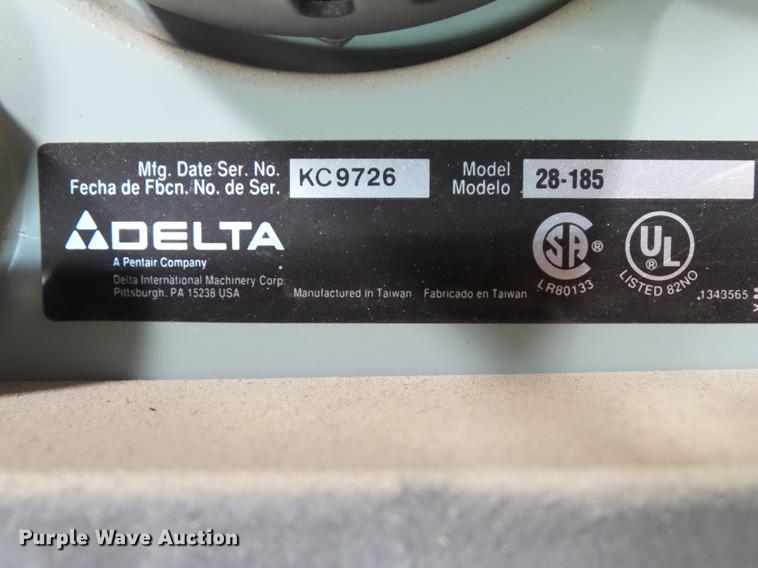 Mfg. Date Ser. No. KC9726
Fecha de Fbcn. No. de Ser.
Model 28-185
Modelo
DELTA
A Pentair Company
Delta International Machinery Corp.
Pittsburgh, PA 15238 USA
Manufactured in Taiwan Fabricado en Taiwan
SA ®
LR80133
UL ®
LISTED 82NO
1343565
Purple Wave Auction